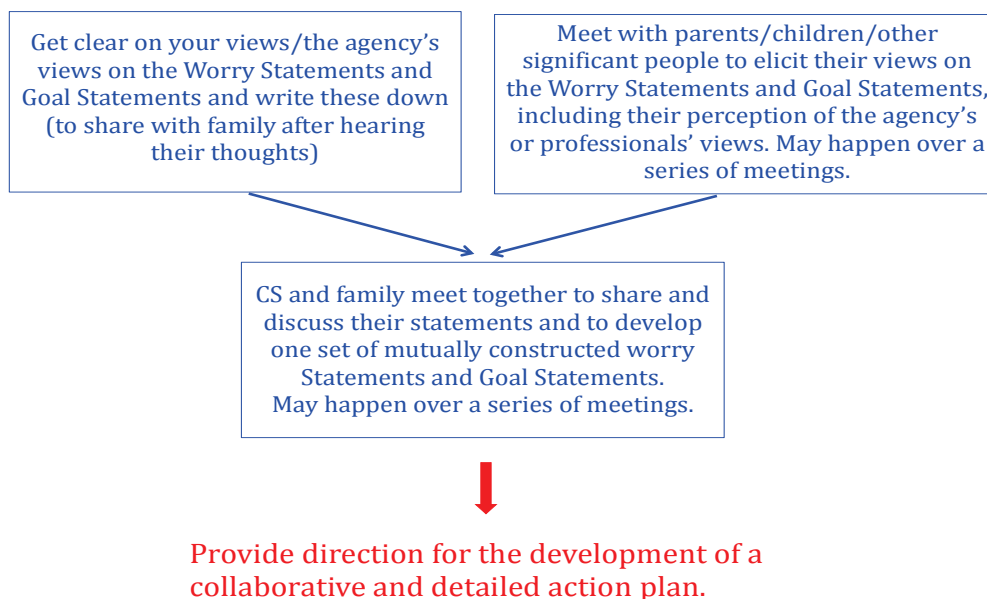 Get clear on your views/the agency’s
views on the Worry Statements and
Goal Statements and write these down
(to share with family after hearing
their thoughts)
Meet with parents/children/other
significant people to elicit their views on
the Worry Statements and Goal Statements,
including their perception of the agency’s
or professionals’ views. May happen over a
series of meetings.
CS and family meet together to share and
discuss their statements and to develop
one set of mutually constructed worry
Statements and Goal Statements.
May happen over a series of meetings.
Provide direction for the development of a
collaborative and detailed action plan.